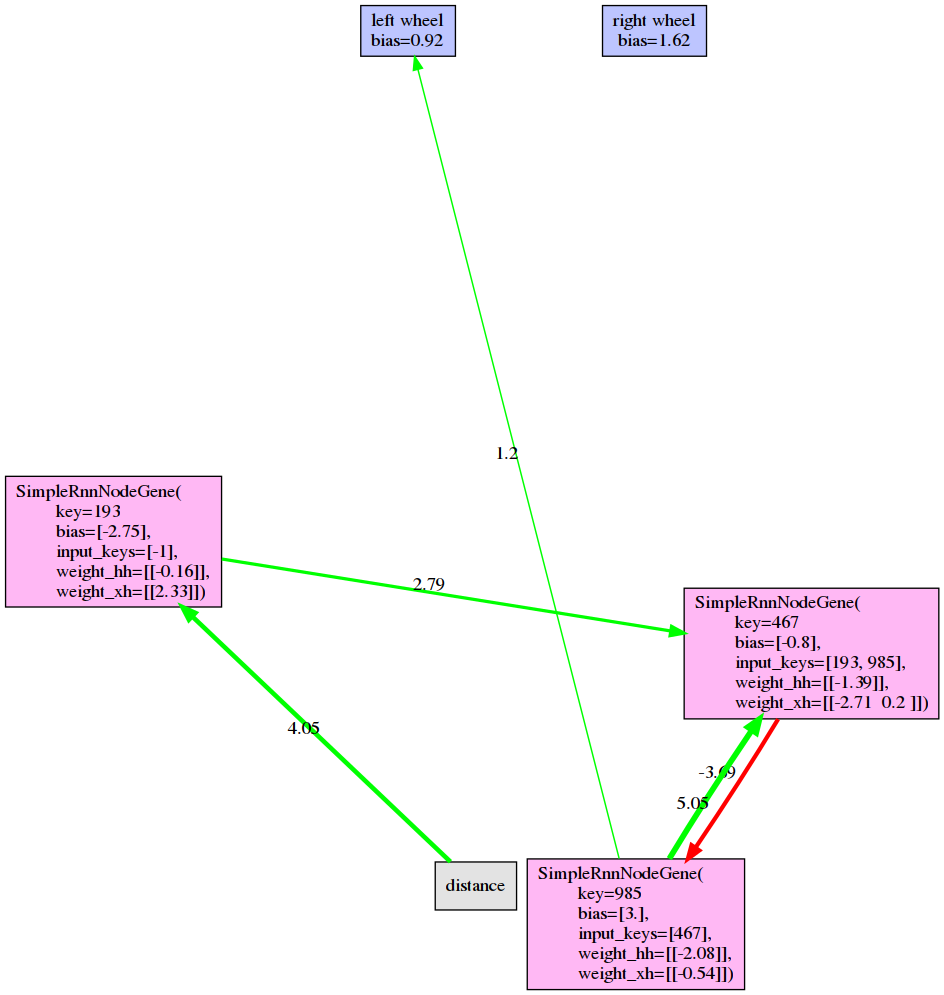 left wheel
bias=0.92
right wheel
bias=1.62
1.2
SimpleRnnNodeGene(
key=193
bias=[-2.75],
input_keys=[-1],
weight_hh=[[-0.16]],
weight_xh=[[2.33]])
2.79
SimpleRnnNodeGene(
key=467
bias=[-0.8],
input_keys=[193, 985],
weight_hh=[[-1.39]],
weight_xh=[[-2.71  0.2 ]])
4.05
-3.69
5.05
distance
SimpleRnnNodeGene(
key=985
bias=[3.],
input_keys=[467],
weight_hh=[[-2.08]],
weight_xh=[[-0.54]])